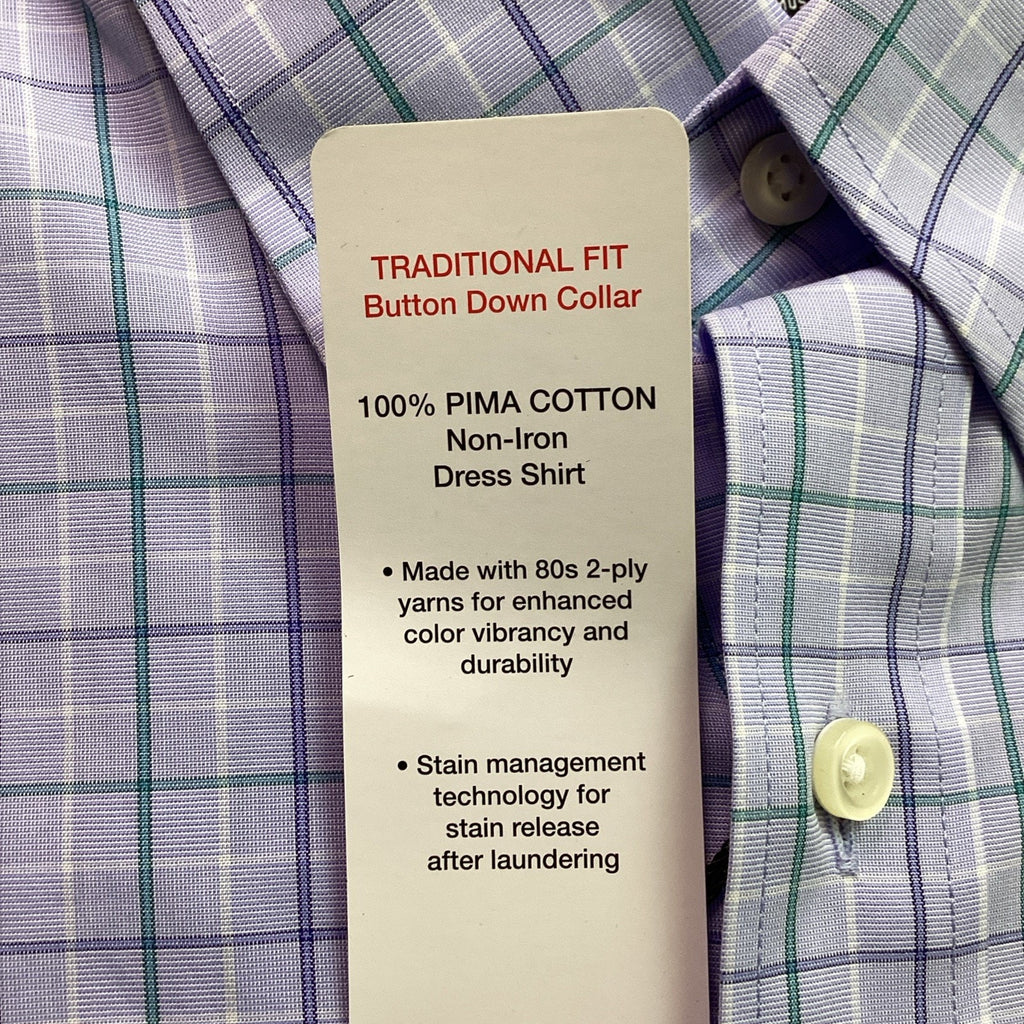 TRADITIONAL FIT
Button Down Collar
100% PIMA COTTON
Non-Iron
Dress Shirt
• Made with 80s 2-ply
yarns for enhanced
color vibrancy and
durability
• Stain management
technology for
stain release
after laundering